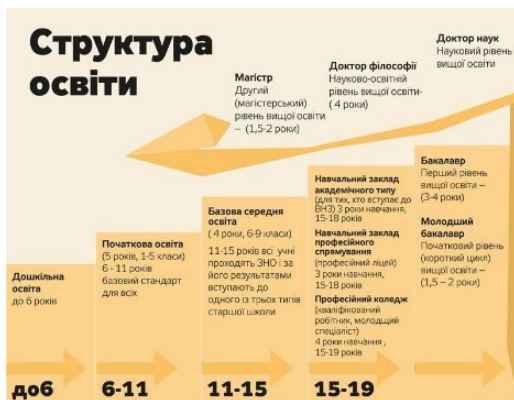 Структура
освіти
Дошкільна
освіта
до 6 років
до6
Початкова освіта
(5 років, 1-5 класи)
6 - 11 років
базовий стандарт
для всіх
6-11
Базова середня
освіта
( 4 роки, 6-9 класи)
11-15 років всі учні
проходять ЗНО і за
його результатами
вступають до
одного із трьох типів
старшої школи
11-15
Навчальний заклад
академічного типу
(для тих, хто вступає до
ВНЗ) 3 роки навчання,
15-18 років
Навчальний заклад
професійного
спрямування
(професійний ліцей)
3 роки навчання,
15-18 років
Професійний коледж
(кваліфікований
робітник, молодщий
спеціаліст)
4 роки навчання ,
15-19 років
15-19
Молодший
бакалавр
Початковий рівень
(короткий цикл)
вищої освіти –
(1,5 – 2 роки)
Бакалавр
Перший рівень
вищої освіти –
(3-4 роки)
Магістр
Другий
(магістерський)
рівень вищої освіти
– (1,5-2 роки)
Доктор філософії
Науково-освітній
рівень вищої освіти-
( 4 роки)
Доктор наук
Науковий рівень
вищої освіти